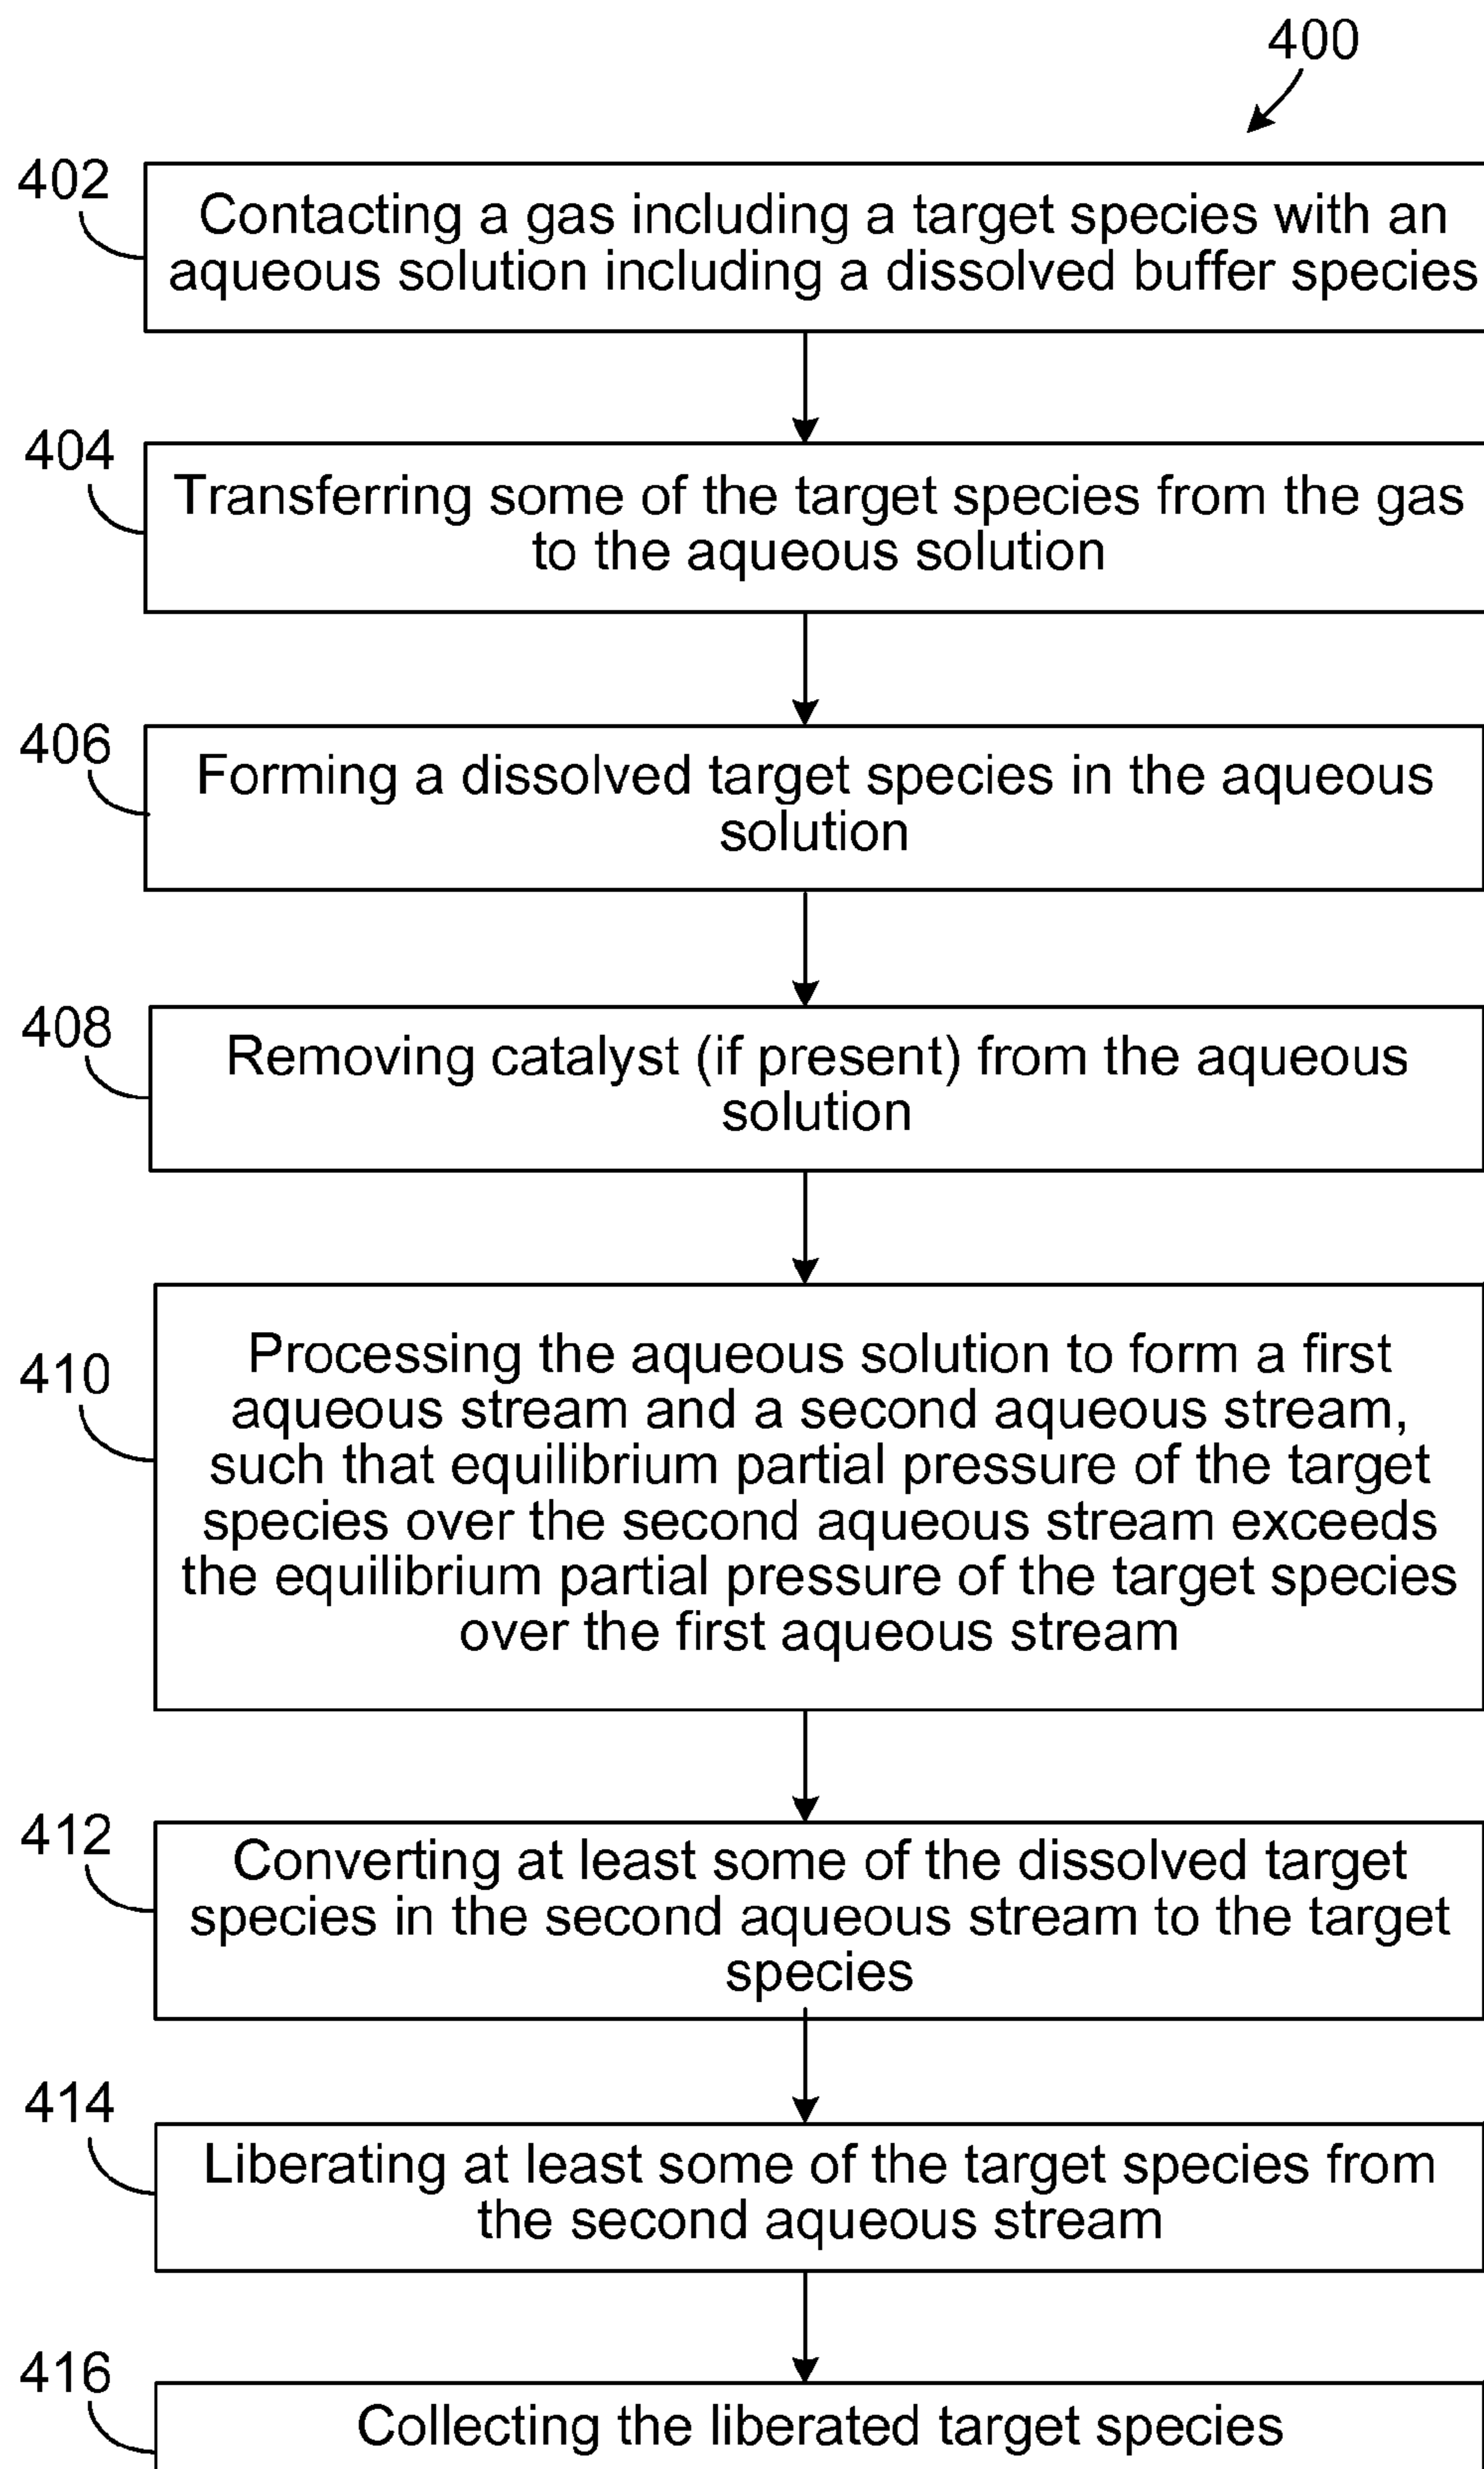 400
402
Contacting a gas including a target species with an
aqueous solution including a dissolved buffer species
404
Transferring some of the target species from the gas
to the aqueous solution
406
Forming a dissolved target species in the aqueous
solution
408
Removing catalyst (if present) from the aqueous
solution
410
Processing the aqueous solution to form a first
aqueous stream and a second aqueous stream,
such that equilibrium partial pressure of the target
species over the second aqueous stream exceeds
the equilibrium partial pressure of the target species
over the first aqueous stream
412
Converting at least some of the dissolved target
species in the second aqueous stream to the target
species
414
Liberating at least some of the target species from
the second aqueous stream
416
Collecting the liberated target species